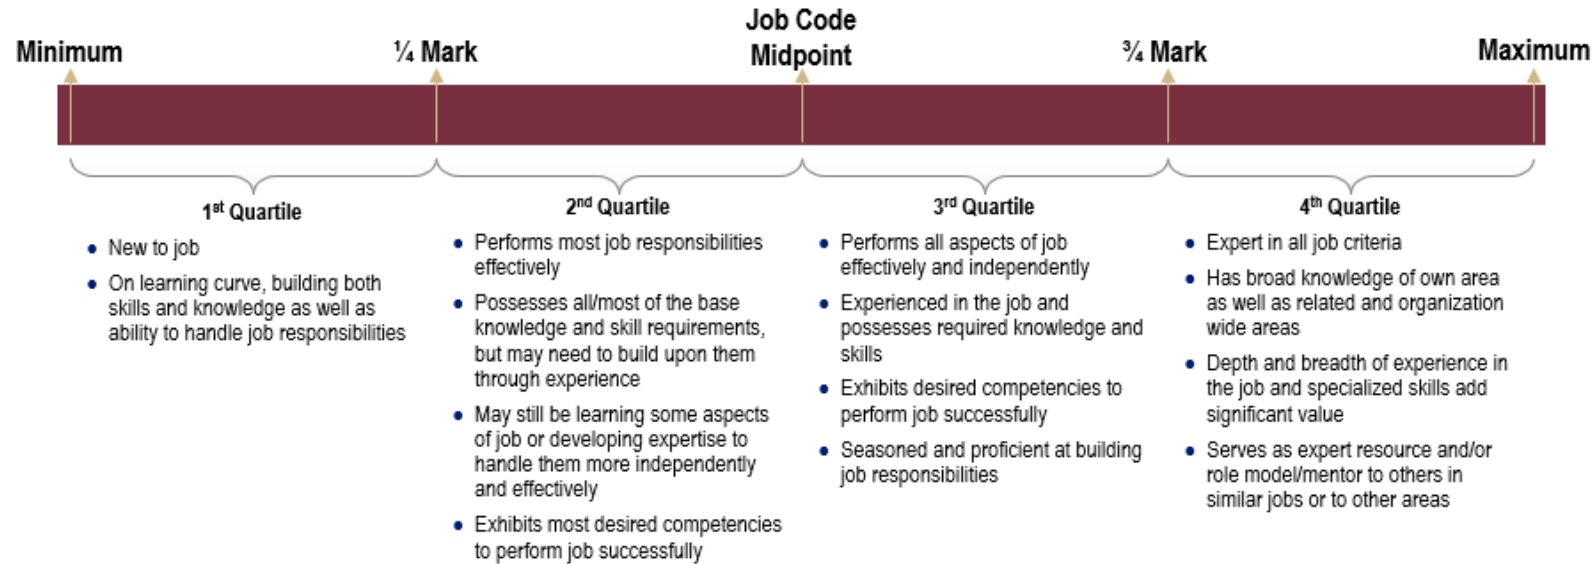 Minimum
¼ Mark
Job Code
Midpoint
¾ Mark
Maximum
1st Quartile
• New to job
• On learning curve, building both
skills and knowledge as well as
ability to handle job responsibilities
2nd Quartile
• Performs most job responsibilities
effectively
• Possesses all/most of the base
knowledge and skill requirements,
but may need to build upon them
through experience
• May still be learning some aspects
of job or developing expertise to
handle them more independently
and effectively
• Exhibits most desired competencies
to perform job successfully
3rd Quartile
• Performs all aspects of job
effectively and independently
• Experienced in the job and
possesses required knowledge and
skills
• Exhibits desired competencies to
perform job successfully
• Seasoned and proficient at building
job responsibilities
4th Quartile
• Expert in all job criteria
• Has broad knowledge of own area
as well as related and organization
wide areas
• Depth and breadth of experience in
the job and specialized skills add
significant value
• Serves as expert resource and/or
role model/mentor to others in
similar jobs or to other areas